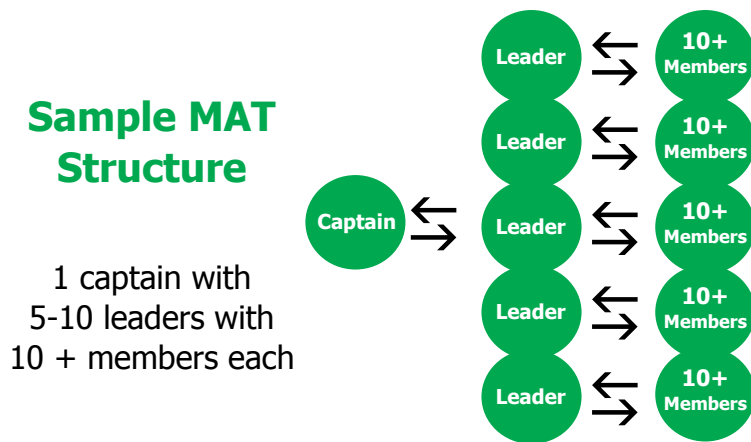 Sample MAT
Structure
1 captain with
5-10 leaders with
10 + members each
Captain
Leader
10+
Members
Leader
10+
Members
Leader
10+
Members
Leader
10+
Members
Leader
10+
Members